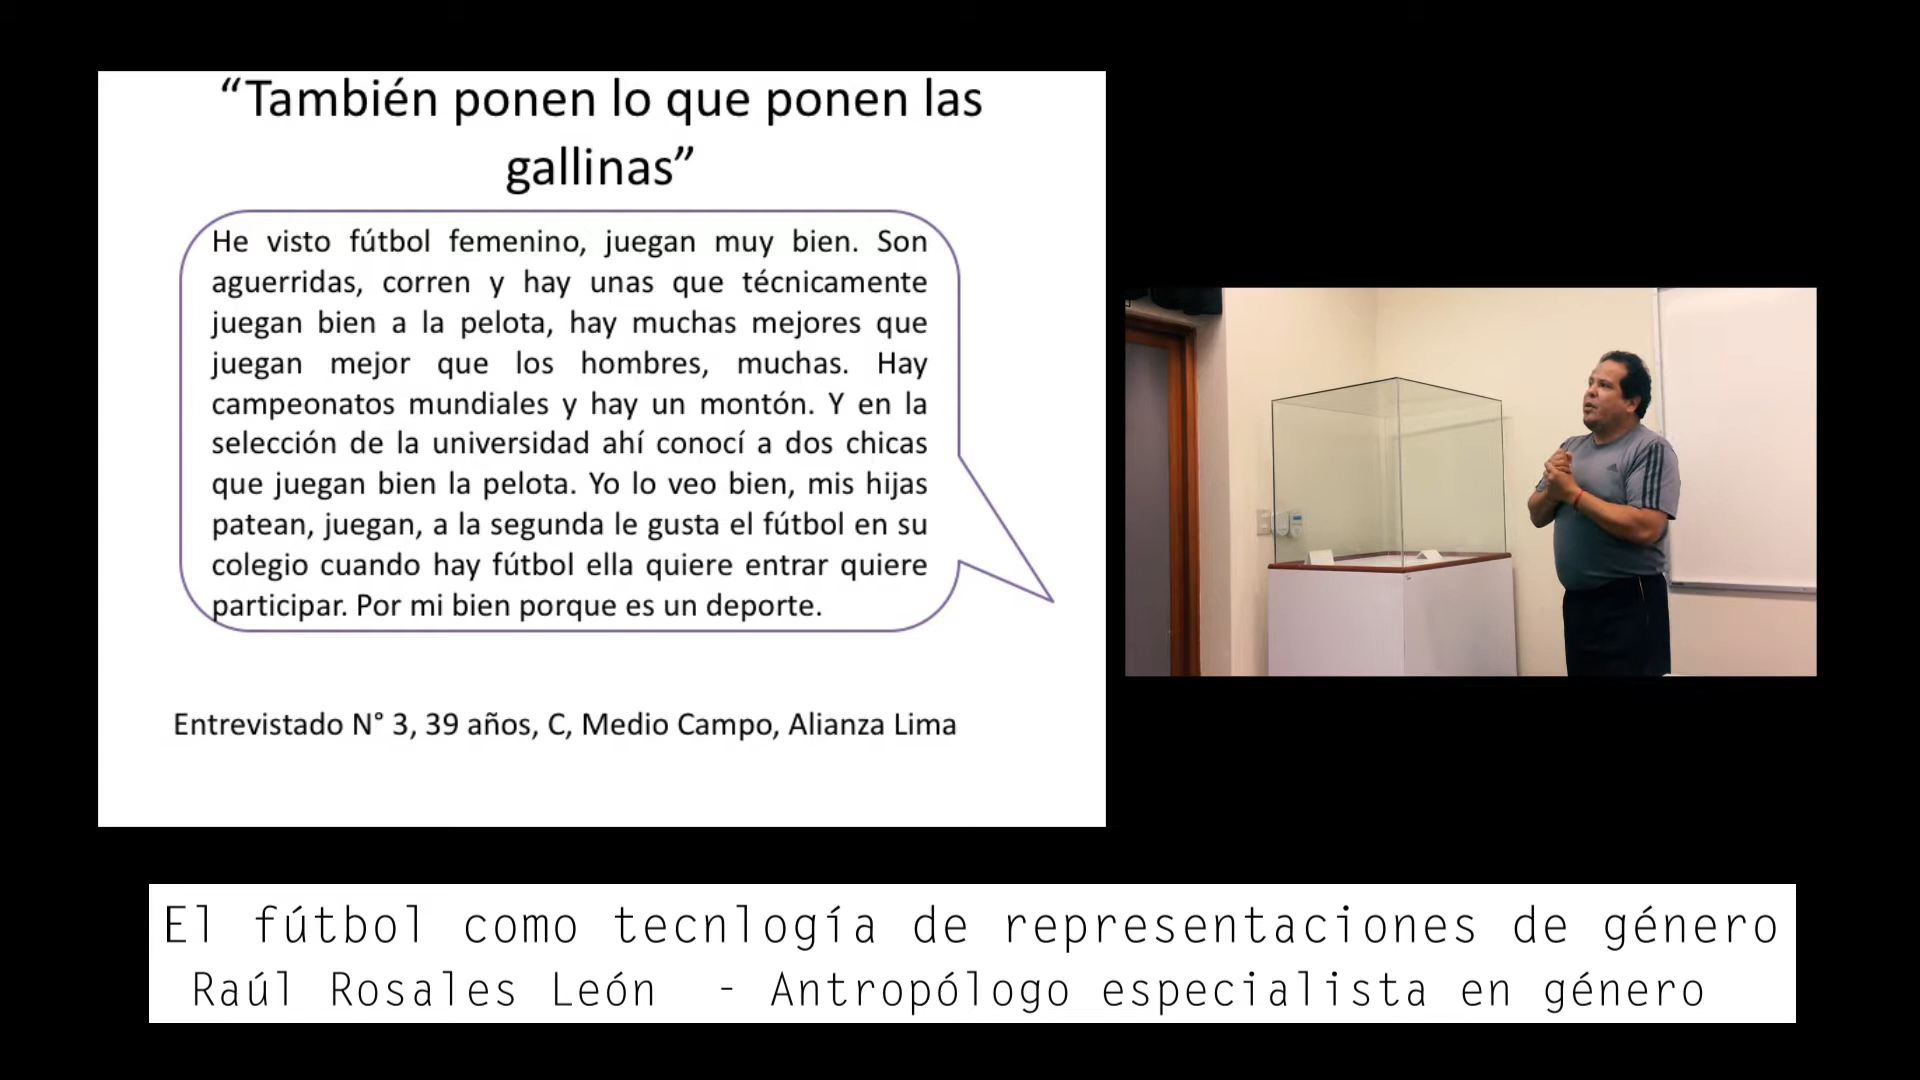 “También ponen lo que ponen las
gallinas”
He visto fútbol femenino, juegan muy bien. Son
aguerridas, corren y hay unas que técnicamente
juegan bien a la pelota, hay muchas mejores que
juegan mejor que los hombres, muchas. Hay
campeonatos mundiales y hay un montón. Y en la
selección de la universidad ahí conocí a dos chicas
que juegan bien la pelota. Yo lo veo bien, mis hijas
patean, juegan, a la segunda le gusta el fútbol en su
colegio cuando hay fútbol ella quiere entrar quiere
participar. Por mi bien porque es un deporte.
Entrevistado N° 3, 39 años, C, Medio Campo, Alianza Lima
El fútbol como tecnlogía de representaciones de género
Raúl Rosales León - Antropólogo especialista en género